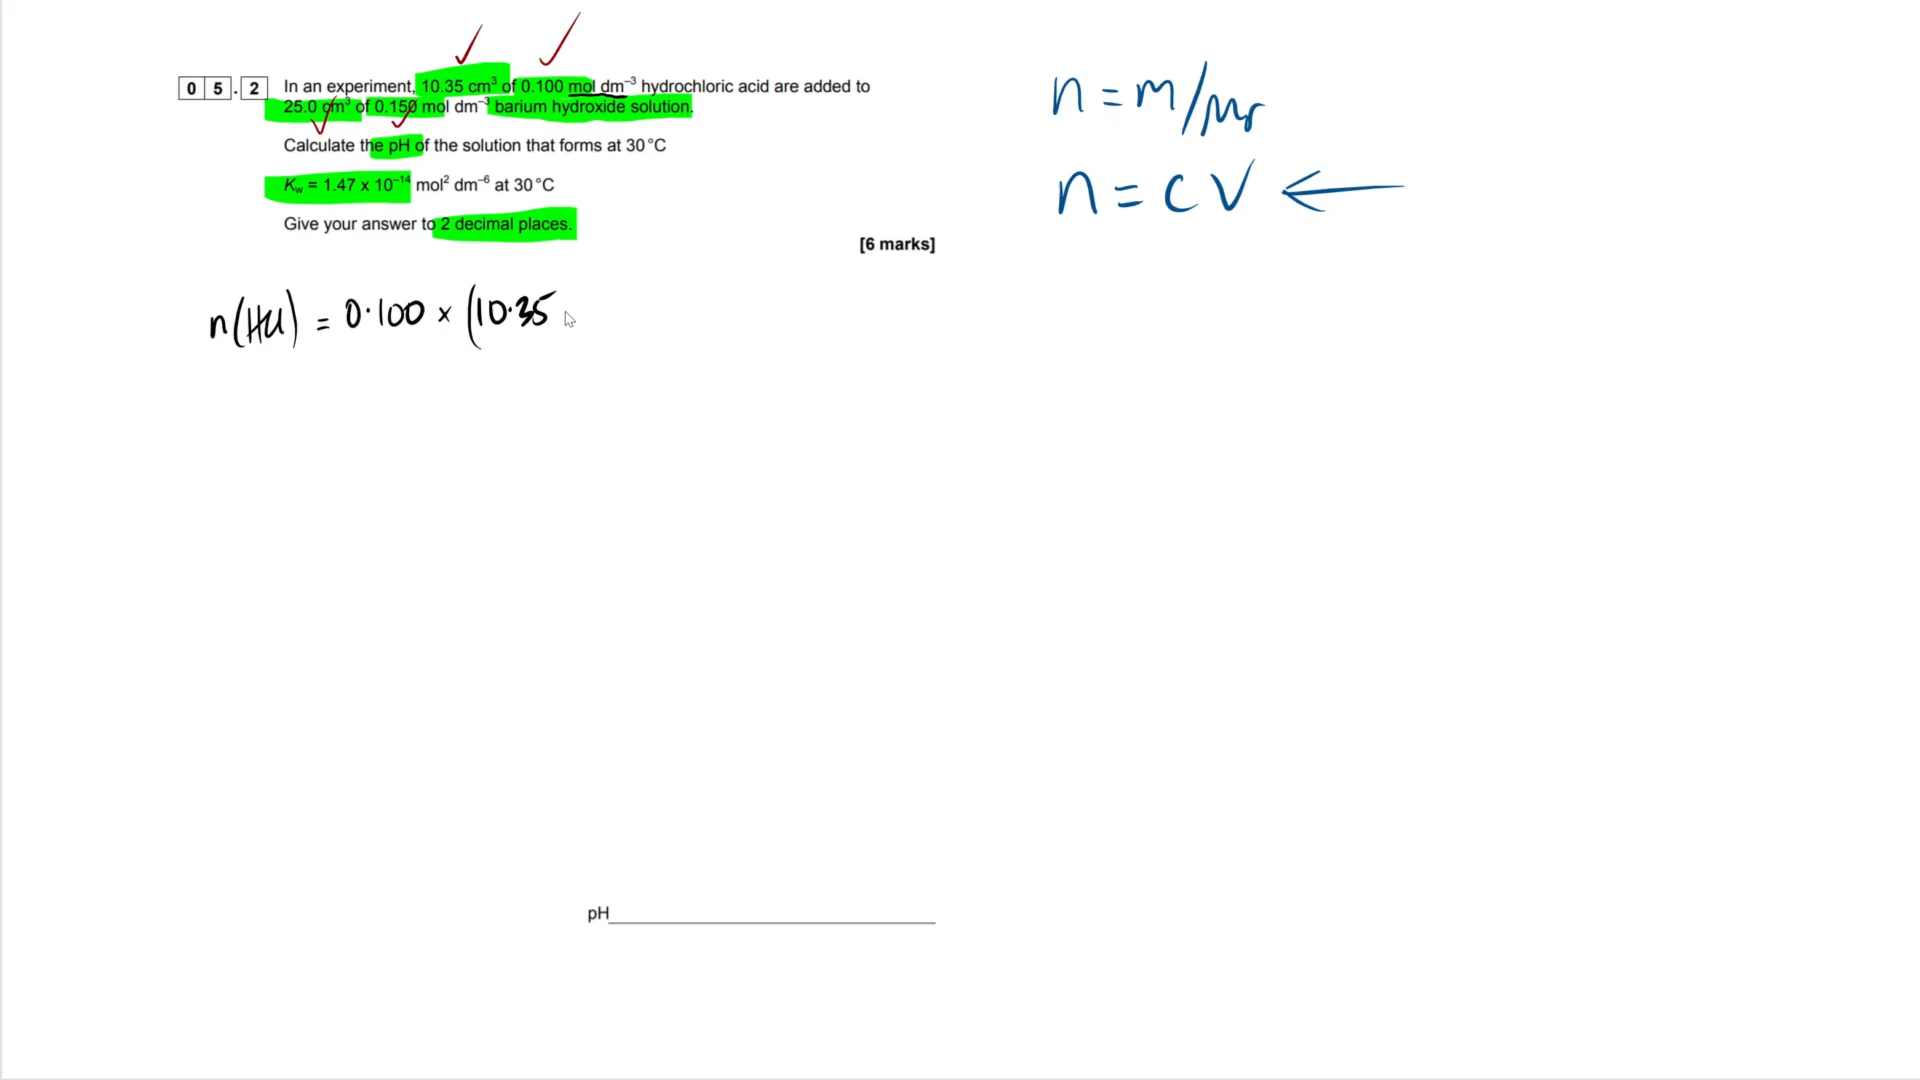 05.2 In an experiment, 10.35 cm³ of 0.100 mol dm⁻³ hydrochloric acid are added to
25.0 cm³ of 0.150 mol dm⁻³ barium hydroxide solution.
Calculate the pH of the solution that forms at 30 °C
Kw = 1.47 x 10⁻¹⁴ mol² dm⁻⁶ at 30 °C
Give your answer to 2 decimal places.
[6 marks]
n = m/Mr
n = CV ←
n(HCl) = 0.100 × (10.35
pH